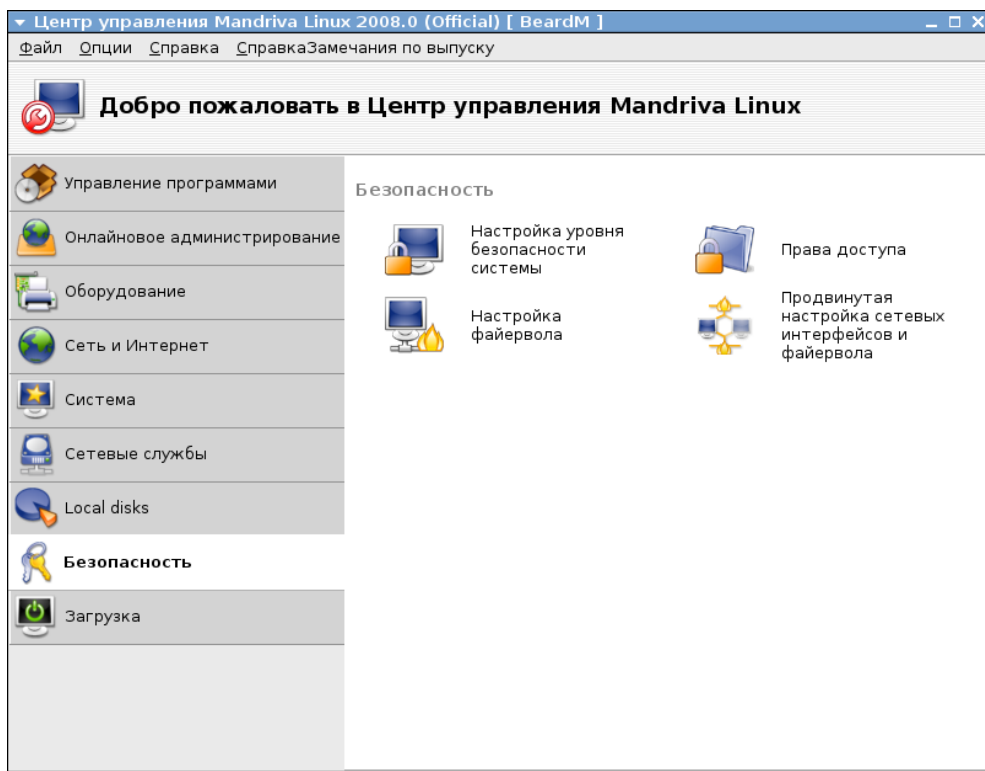 Центр управления Mandriva Linux 2008.0 (Official) [ BeardM ]
Файл Опции Справка СправкаЗамечания по выпуску
Добро пожаловать в Центр управления Mandriva Linux
Управление программами
Онлайновое администрирование
Оборудование
Сеть и Интернет
Система
Сетевые службы
Local disks
Безопасность
Загрузка
Безопасность
Настройка уровня
безопасности
системы
Права доступа
Настройка
файервола
Продвинутая
настройка сетевых
интерфейсов и
файервола